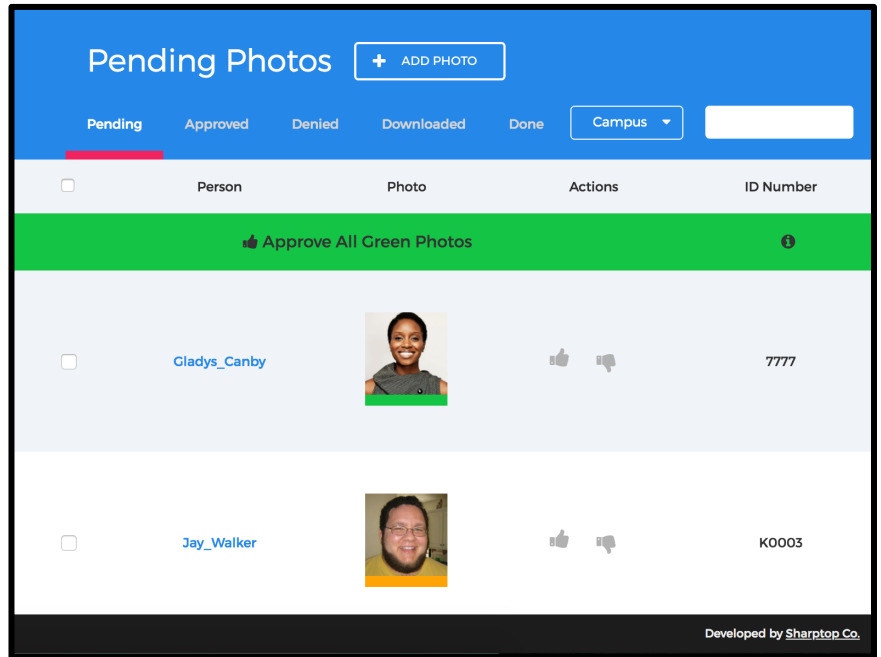 Pending Photos
ADD PHOTO
Pending Approved Denied Downloaded Done Campus
Person Photo Actions ID Number
Approve All Green Photos
Gladys_Canby 7777
Jay_Walker K0003
Developed by Sharptop Co.